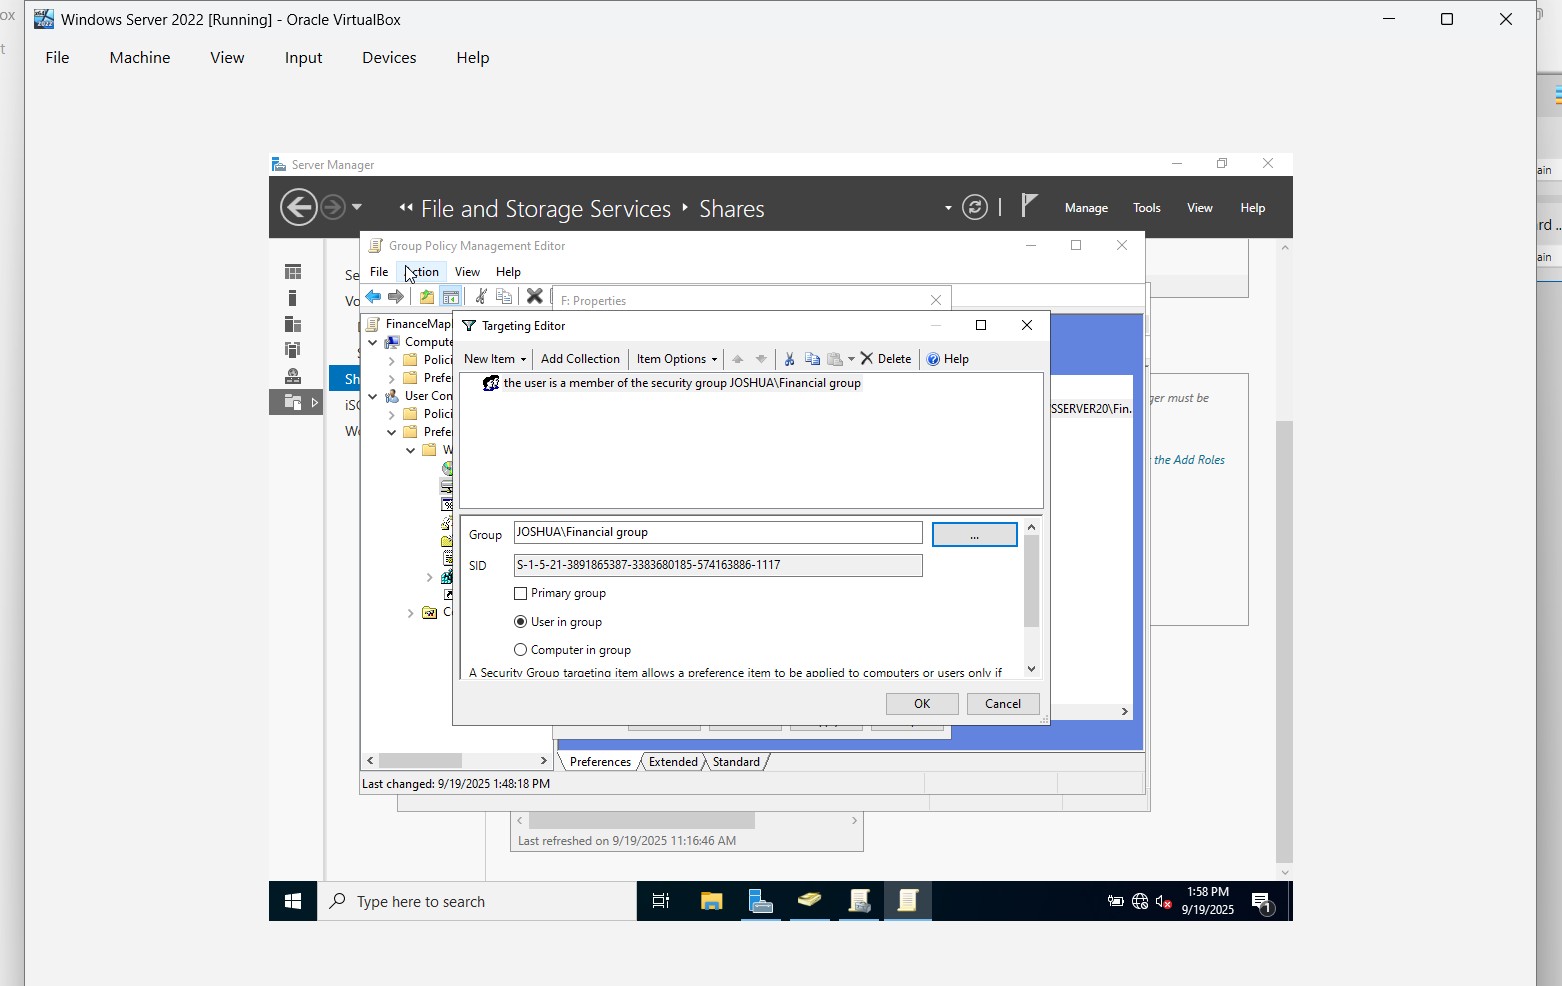 Windows Server 2022 [Running] - Oracle VirtualBox
File Machine View Input Devices Help
Server Manager
File and Storage Services Shares
Manage Tools View Help
Group Policy Management Editor
File Action View Help
F: Properties
FinanceMap
Compute
Polici
Prefe
User Con
Polici
Prefe
W
C
Se
Vo
Sh
iSC
Wo
Targeting Editor
New Item Add Collection Item Options Delete Help
the user is a member of the security group JOSHUA\Financial group
Group JOSHUA\Financial group ...
SID S-1-5-21-3891865387-3383680185-574163886-1117
Primary group
User in group
Computer in group
A Security Group targeting item allows a preference item to be applied to computers or users only if
OK Cancel
SSERVER20\Fin.
ger must be
the Add Roles
Preferences Extended Standard
Last changed: 9/19/2025 1:48:18 PM
Last refreshed on 9/19/2025 11:16:46 AM
Type here to search
1:58 PM
9/19/2025
1
ox
t
ain
rd ..
ain